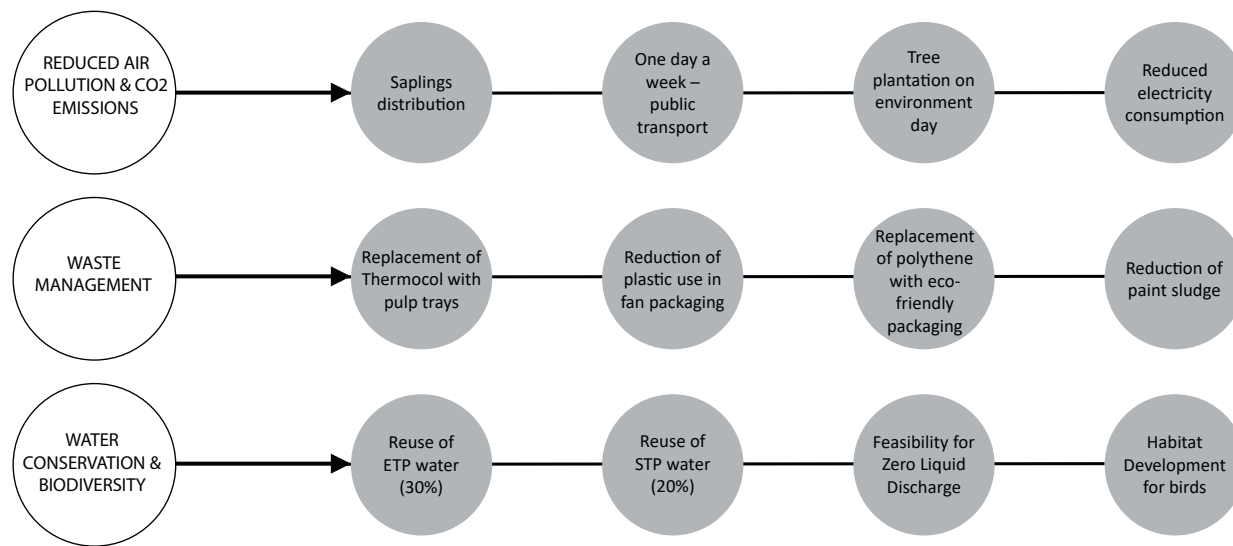 REDUCED AIR
POLLUTION & CO2
EMISSIONS
Saplings
distribution
One day a
week –
public
transport
Tree
plantation on
environment
day
Reduced
electricity
consumption
WASTE
MANAGEMENT
Replacement of
Thermocol with
pulp trays
Reduction of
plastic use in
fan packaging
Replacement
of polythene
with eco-
friendly
packaging
Reduction of
paint sludge
WATER
CONSERVATION &
BIODIVERSITY
Reuse of
ETP water
(30%)
Reuse of
STP water
(20%)
Feasibility for
Zero Liquid
Discharge
Habitat
Development
for birds